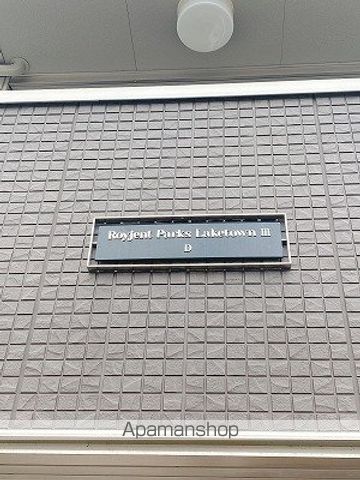 Royjent Parks Laketown III
D
Apamanshop